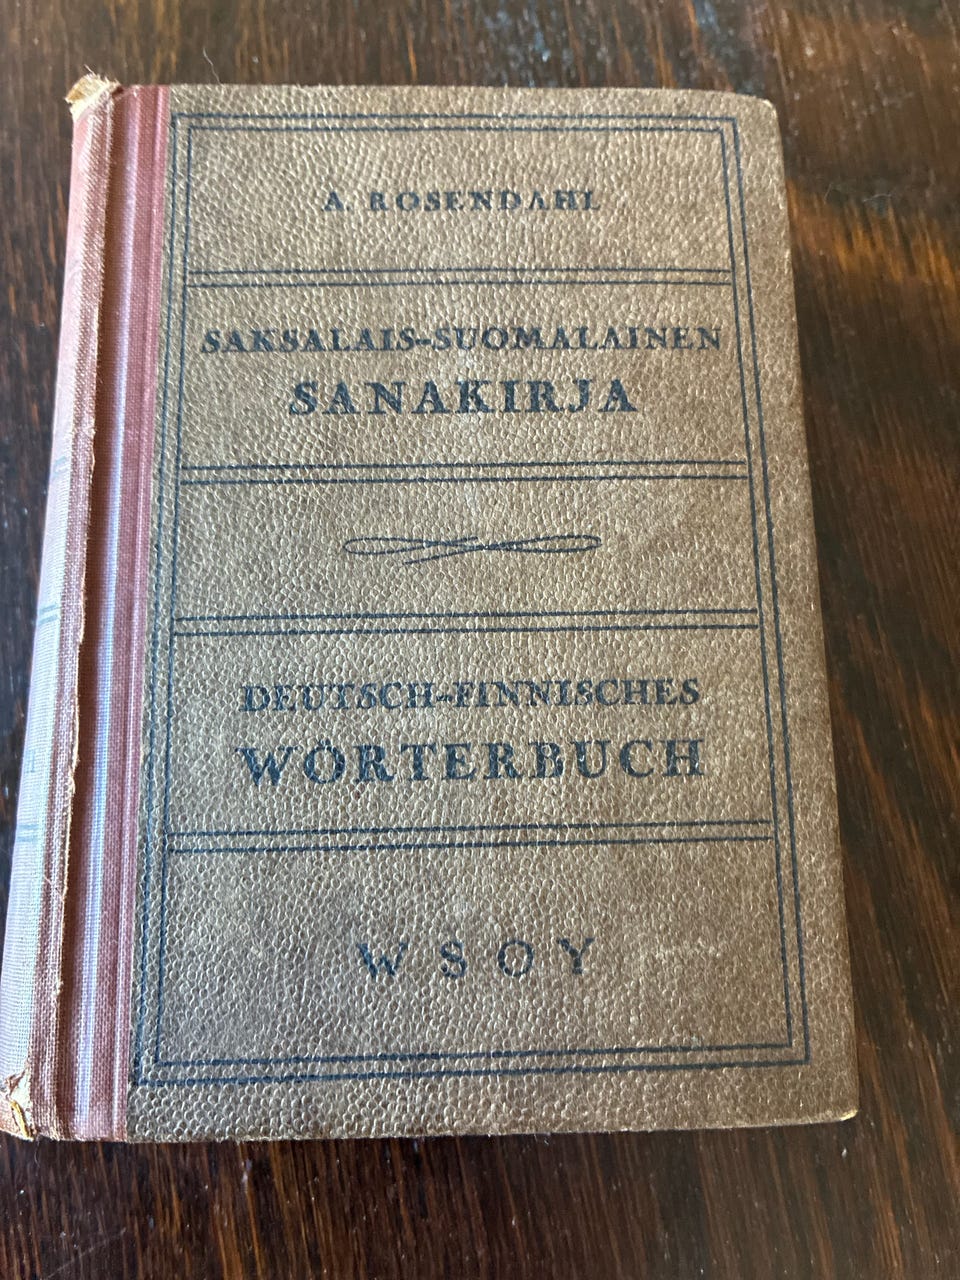 A. ROSENDAHL
SAKSALAIS-SUOMALAINEN
SANAKIRJA
DEUTSCH-FINNISCHES
WÖRTERBUCH
WSOY